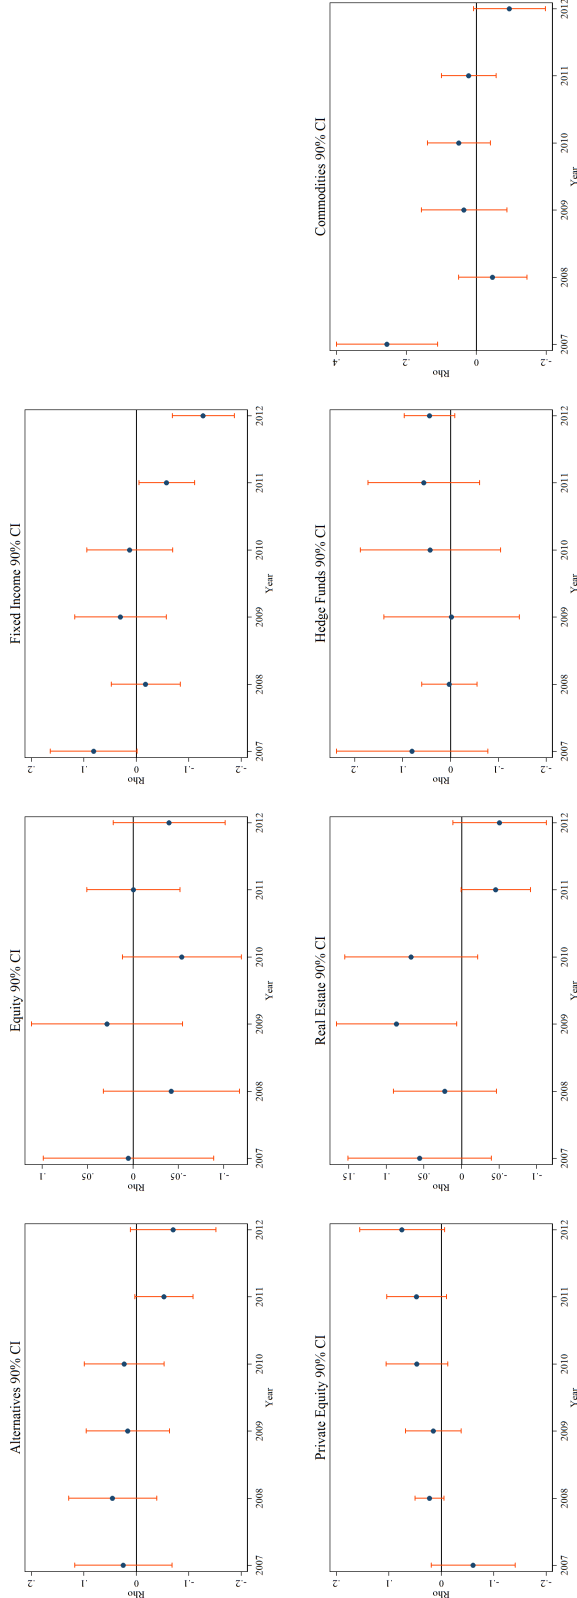 Alternatives 90% CI
Rho
.2
.1
0
-.1
-.2
2007 2008 2009 2010 2011 2012
Year
Equity 90% CI
Rho
.1
.05
0
-.05
-.1
2007 2008 2009 2010 2011 2012
Year
Fixed Income 90% CI
Rho
.2
.1
0
-.1
-.2
2007 2008 2009 2010 2011 2012
Year
Private Equity 90% CI
Rho
.2
.1
0
-.1
-.2
2007 2008 2009 2010 2011 2012
Year
Real Estate 90% CI
Rho
.15
.1
.05
0
-.05
-.1
2007 2008 2009 2010 2011 2012
Year
Hedge Funds 90% CI
Rho
.2
.1
0
-.1
-.2
2007 2008 2009 2010 2011 2012
Year
Commodities 90% CI
Rho
.4
.2
0
-.2
2007 2008 2009 2010 2011 2012
Year